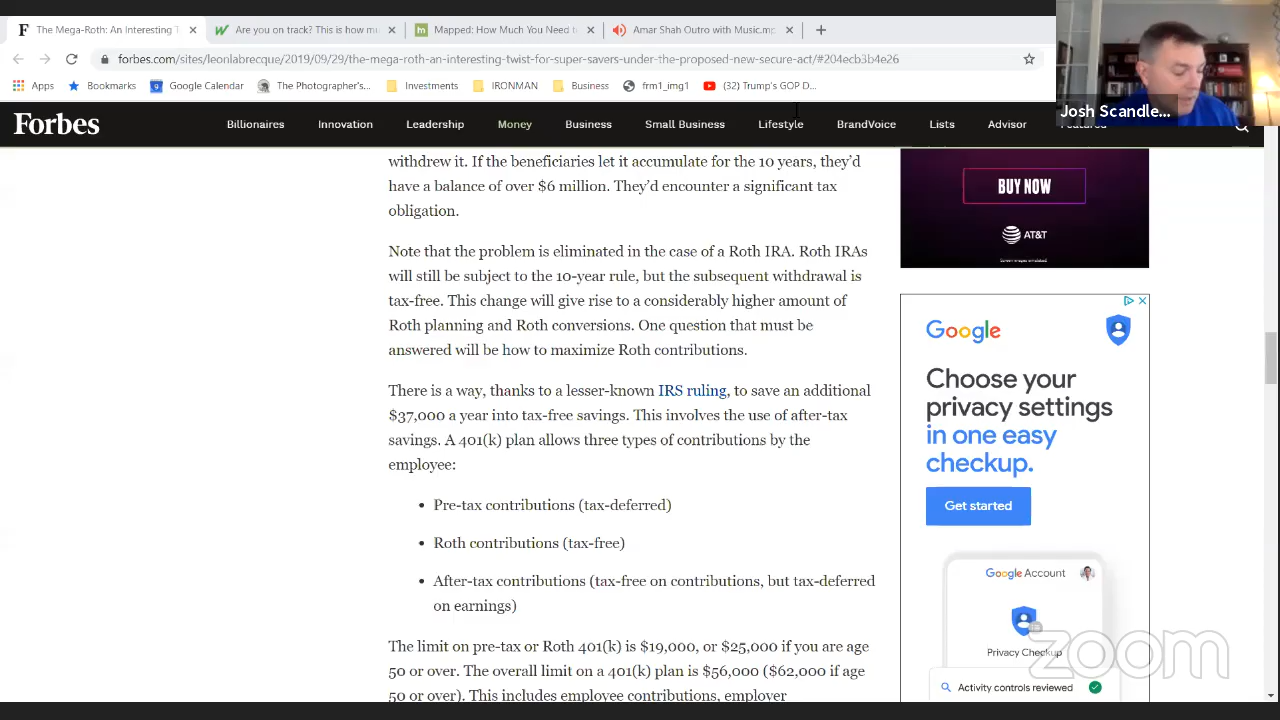 The Mega-Roth: An Interesting T
Are you on track? This is how mu
Mapped: How Much You Need to
Amar Shah Outro with Music.mp
forbes.com/sites/leonlabrecque/2019/09/29/the-mega-roth-an-interesting-twist-for-super-savers-under-the-proposed-new-secure-act/#204ecb3b4e26
Apps
Bookmarks
Google Calendar
The Photographer's...
Investments
IRONMAN
Business
frm1_img1
(32) Trump's GOP D...
Josh Scandle...
Forbes
Billionaires
Innovation
Leadership
Money
Business
Small Business
Lifestyle
BrandVoice
Lists
Advisor
Featured
withdrew it. If the beneficiaries let it accumulate for the 10 years, they'd
have a balance of over $6 million. They'd encounter a significant tax
obligation.
Note that the problem is eliminated in the case of a Roth IRA. Roth IRAs
will still be subject to the 10-year rule, but the subsequent withdrawal is
tax-free. This change will give rise to a considerably higher amount of
Roth planning and Roth conversions. One question that must be
answered will be how to maximize Roth contributions.
There is a way, thanks to a lesser-known IRS ruling, to save an additional
$37,000 a year into tax-free savings. This involves the use of after-tax
savings. A 401(k) plan allows three types of contributions by the
employee:
• Pre-tax contributions (tax-deferred)
• Roth contributions (tax-free)
• After-tax contributions (tax-free on contributions, but tax-deferred
on earnings)
The limit on pre-tax or Roth 401(k) is $19,000, or $25,000 if you are age
50 or over. The overall limit on a 401(k) plan is $56,000 ($62,000 if age
50 or over). This includes employee contributions, employer
BUY NOW
AT&T
Screen images simulated.
Google
Choose your
privacy settings
in one easy
checkup.
Get started
Google Account
Privacy Checkup
Activity controls reviewed
zoom